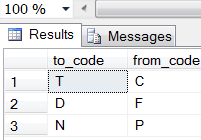 100 %
Results Messages
to_code from_code
1 T C
2 D F
3 N P